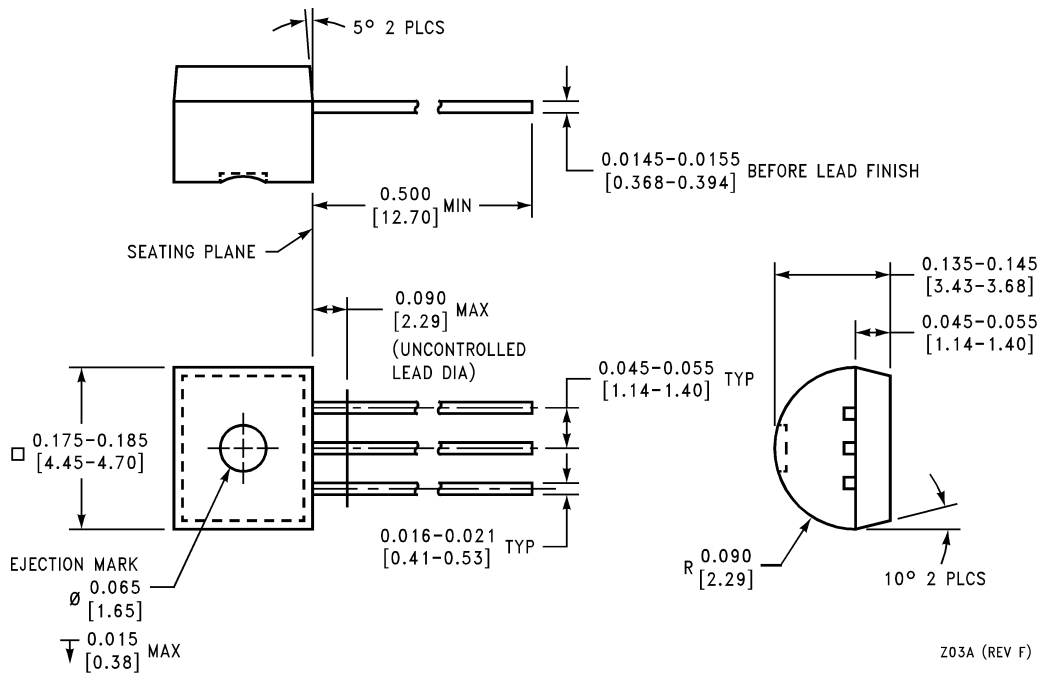 5° 2 PLCS
0.0145-0.0155
[0.368-0.394]
BEFORE LEAD FINISH
0.500
[12.70]
MIN
SEATING PLANE
0.090
[2.29]
MAX
(UNCONTROLLED
LEAD DIA)
0.135-0.145
[3.43-3.68]
0.045-0.055
[1.14-1.40]
0.045-0.055
[1.14-1.40]
TYP
□ 0.175-0.185
[4.45-4.70]
0.016-0.021
[0.41-0.53]
TYP
EJECTION MARK
Ø 0.065
[1.65]
↧ 0.015
[0.38]
MAX
R 0.090
[2.29]
10° 2 PLCS
Z03A (REV F)